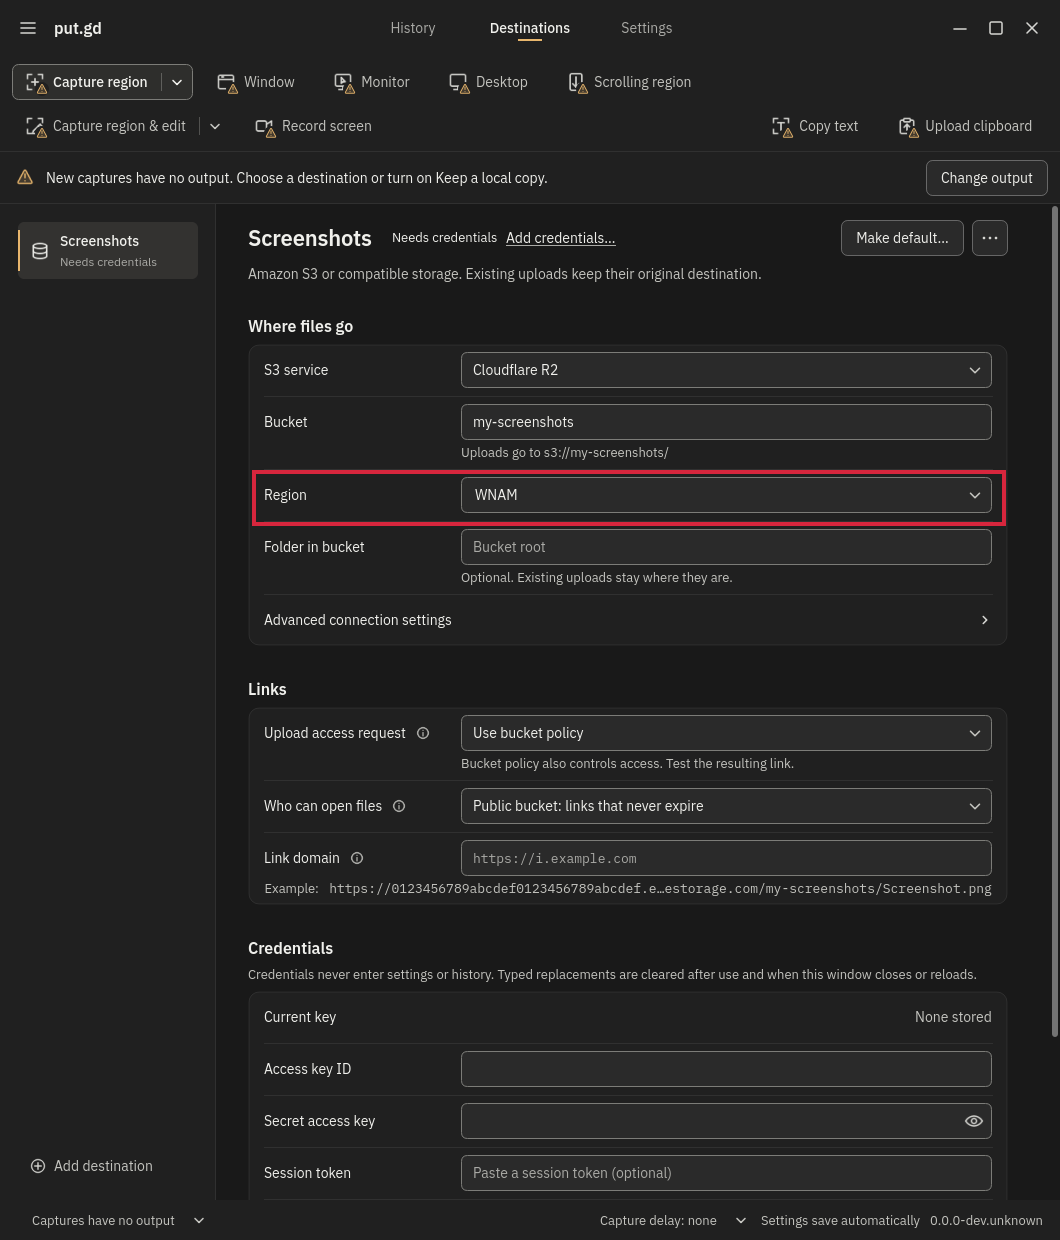 put.gd
History
Destinations
Settings
Capture region
Window
Monitor
Desktop
Scrolling region
Capture region & edit
Record screen
Copy text
Upload clipboard
New captures have no output. Choose a destination or turn on Keep a local copy.
Change output
Screenshots
Needs credentials
Screenshots
Needs credentials
Add credentials...
Make default...
Amazon S3 or compatible storage. Existing uploads keep their original destination.
Where files go
S3 service
Cloudflare R2
Bucket
my-screenshots
Uploads go to s3://my-screenshots/
Region
WNAM
Folder in bucket
Bucket root
Optional. Existing uploads stay where they are.
Advanced connection settings
Links
Upload access request
Use bucket policy
Bucket policy also controls access. Test the resulting link.
Who can open files
Public bucket: links that never expire
Link domain
https://i.example.com
Example: https://0123456789abcdef0123456789abcdef.e…estorage.com/my-screenshots/Screenshot.png
Credentials
Credentials never enter settings or history. Typed replacements are cleared after use and when this window closes or reloads.
Current key
None stored
Access key ID
Secret access key
Session token
Paste a session token (optional)
Add destination
Captures have no output
Capture delay: none
Settings save automatically
0.0.0-dev.unknown